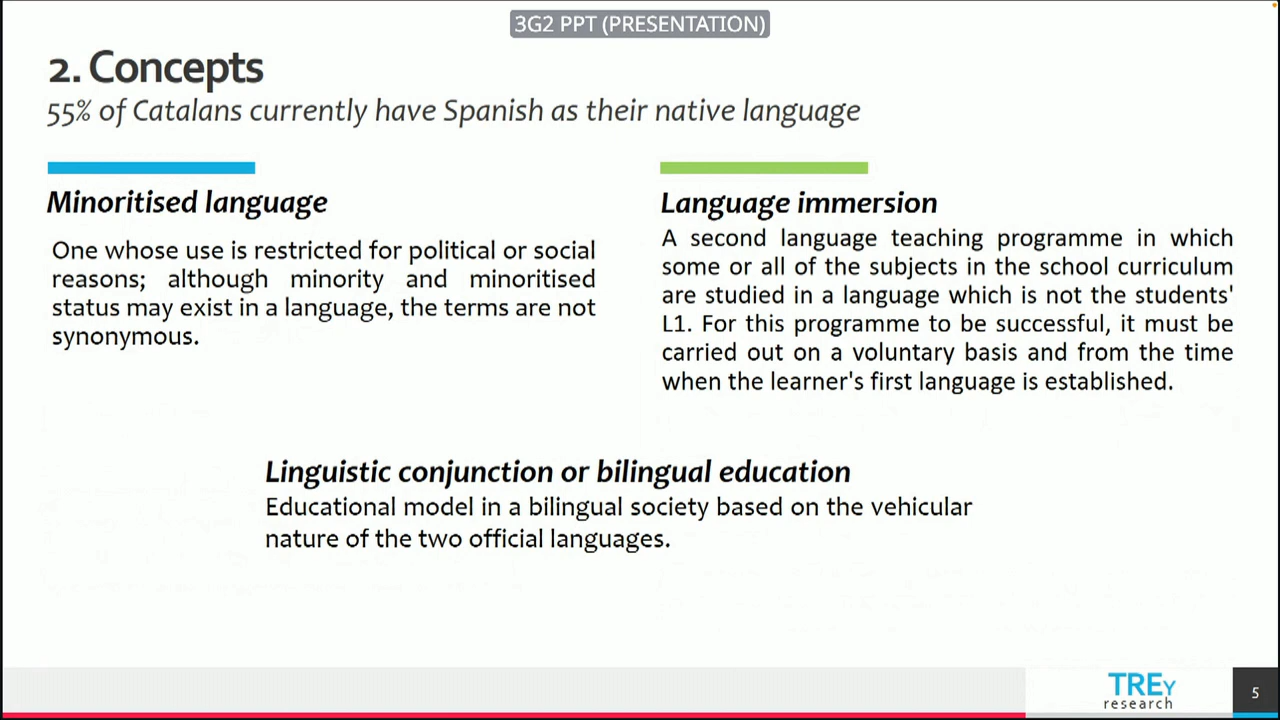 3G2 PPT (PRESENTATION)
2. Concepts
55% of Catalans currently have Spanish as their native language
Minoritised language
One whose use is restricted for political or social
reasons; although minority and minoritised
status may exist in a language, the terms are not
synonymous.
Language immersion
A second language teaching programme in which
some or all of the subjects in the school curriculum
are studied in a language which is not the students'
L1. For this programme to be successful, it must be
carried out on a voluntary basis and from the time
when the learner's first language is established.
Linguistic conjunction or bilingual education
Educational model in a bilingual society based on the vehicular
nature of the two official languages.
TREY
research
5